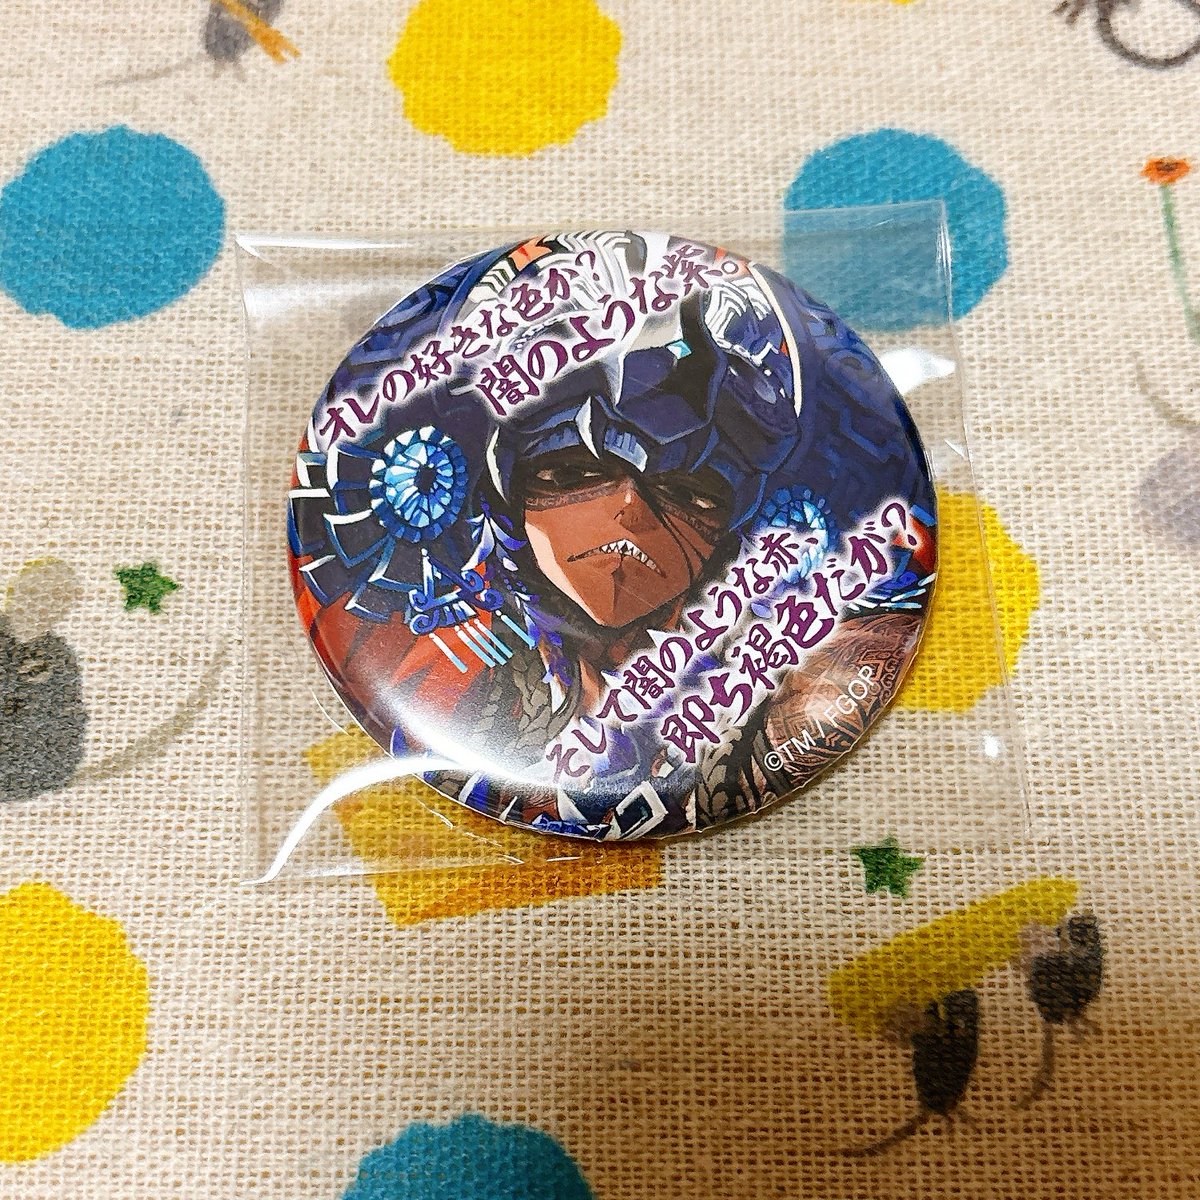 オレの好きな色か？
闇のような紫。
そして闇のような赤、
即ち褐色だが？
©TM / FGOP